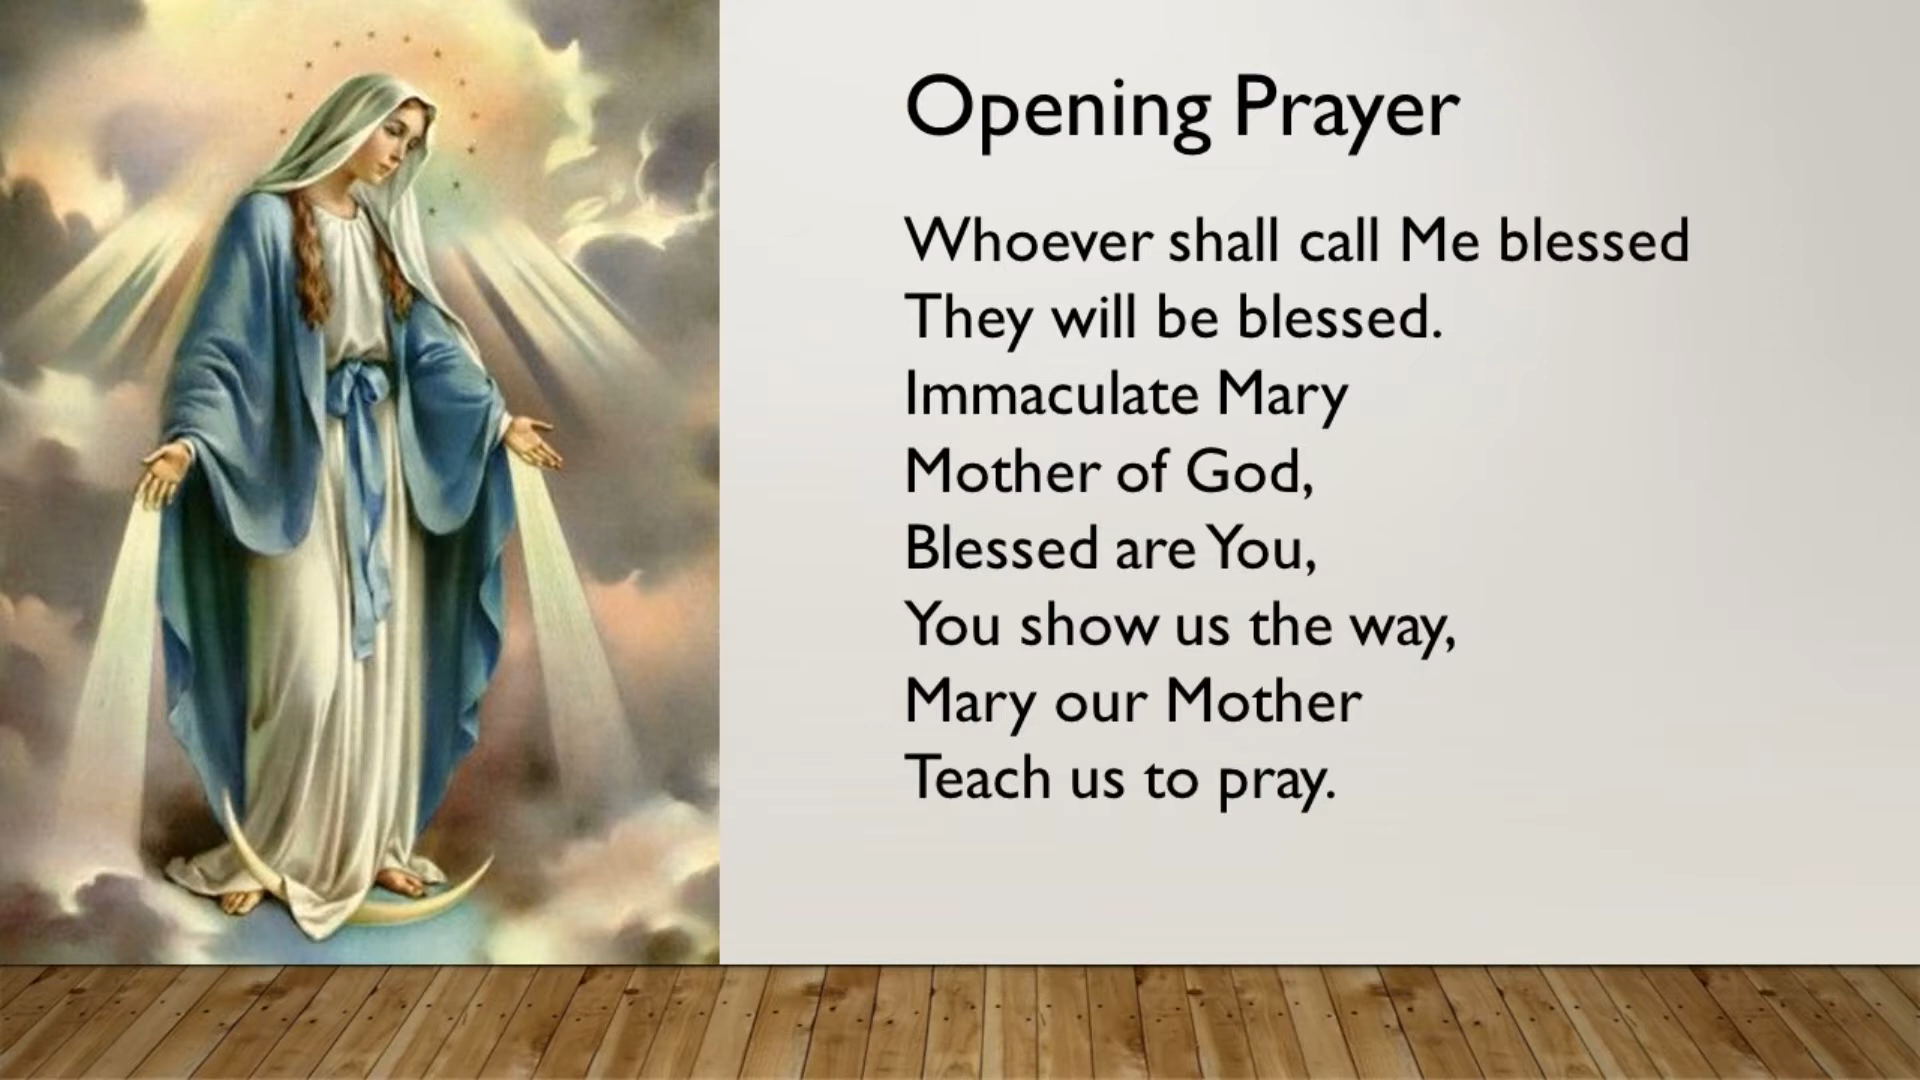 Opening Prayer
Whoever shall call Me blessed
They will be blessed.
Immaculate Mary
Mother of God,
Blessed are You,
You show us the way,
Mary our Mother
Teach us to pray.